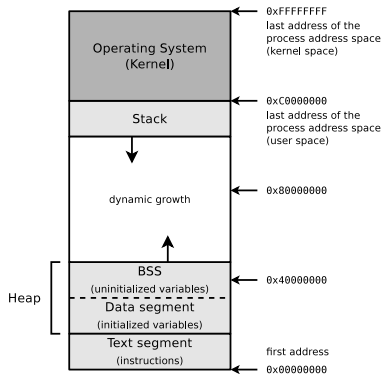 Operating System
(Kernel)
0xFFFFFFFF
last address of the
process address space
(kernel space)
0xC0000000
last address of the
process address space
(user space)
Stack
dynamic growth
0x80000000
Heap
BSS
(uninitialized variables)
0x40000000
Data segment
(initialized variables)
Text segment
(instructions)
first address
0x00000000